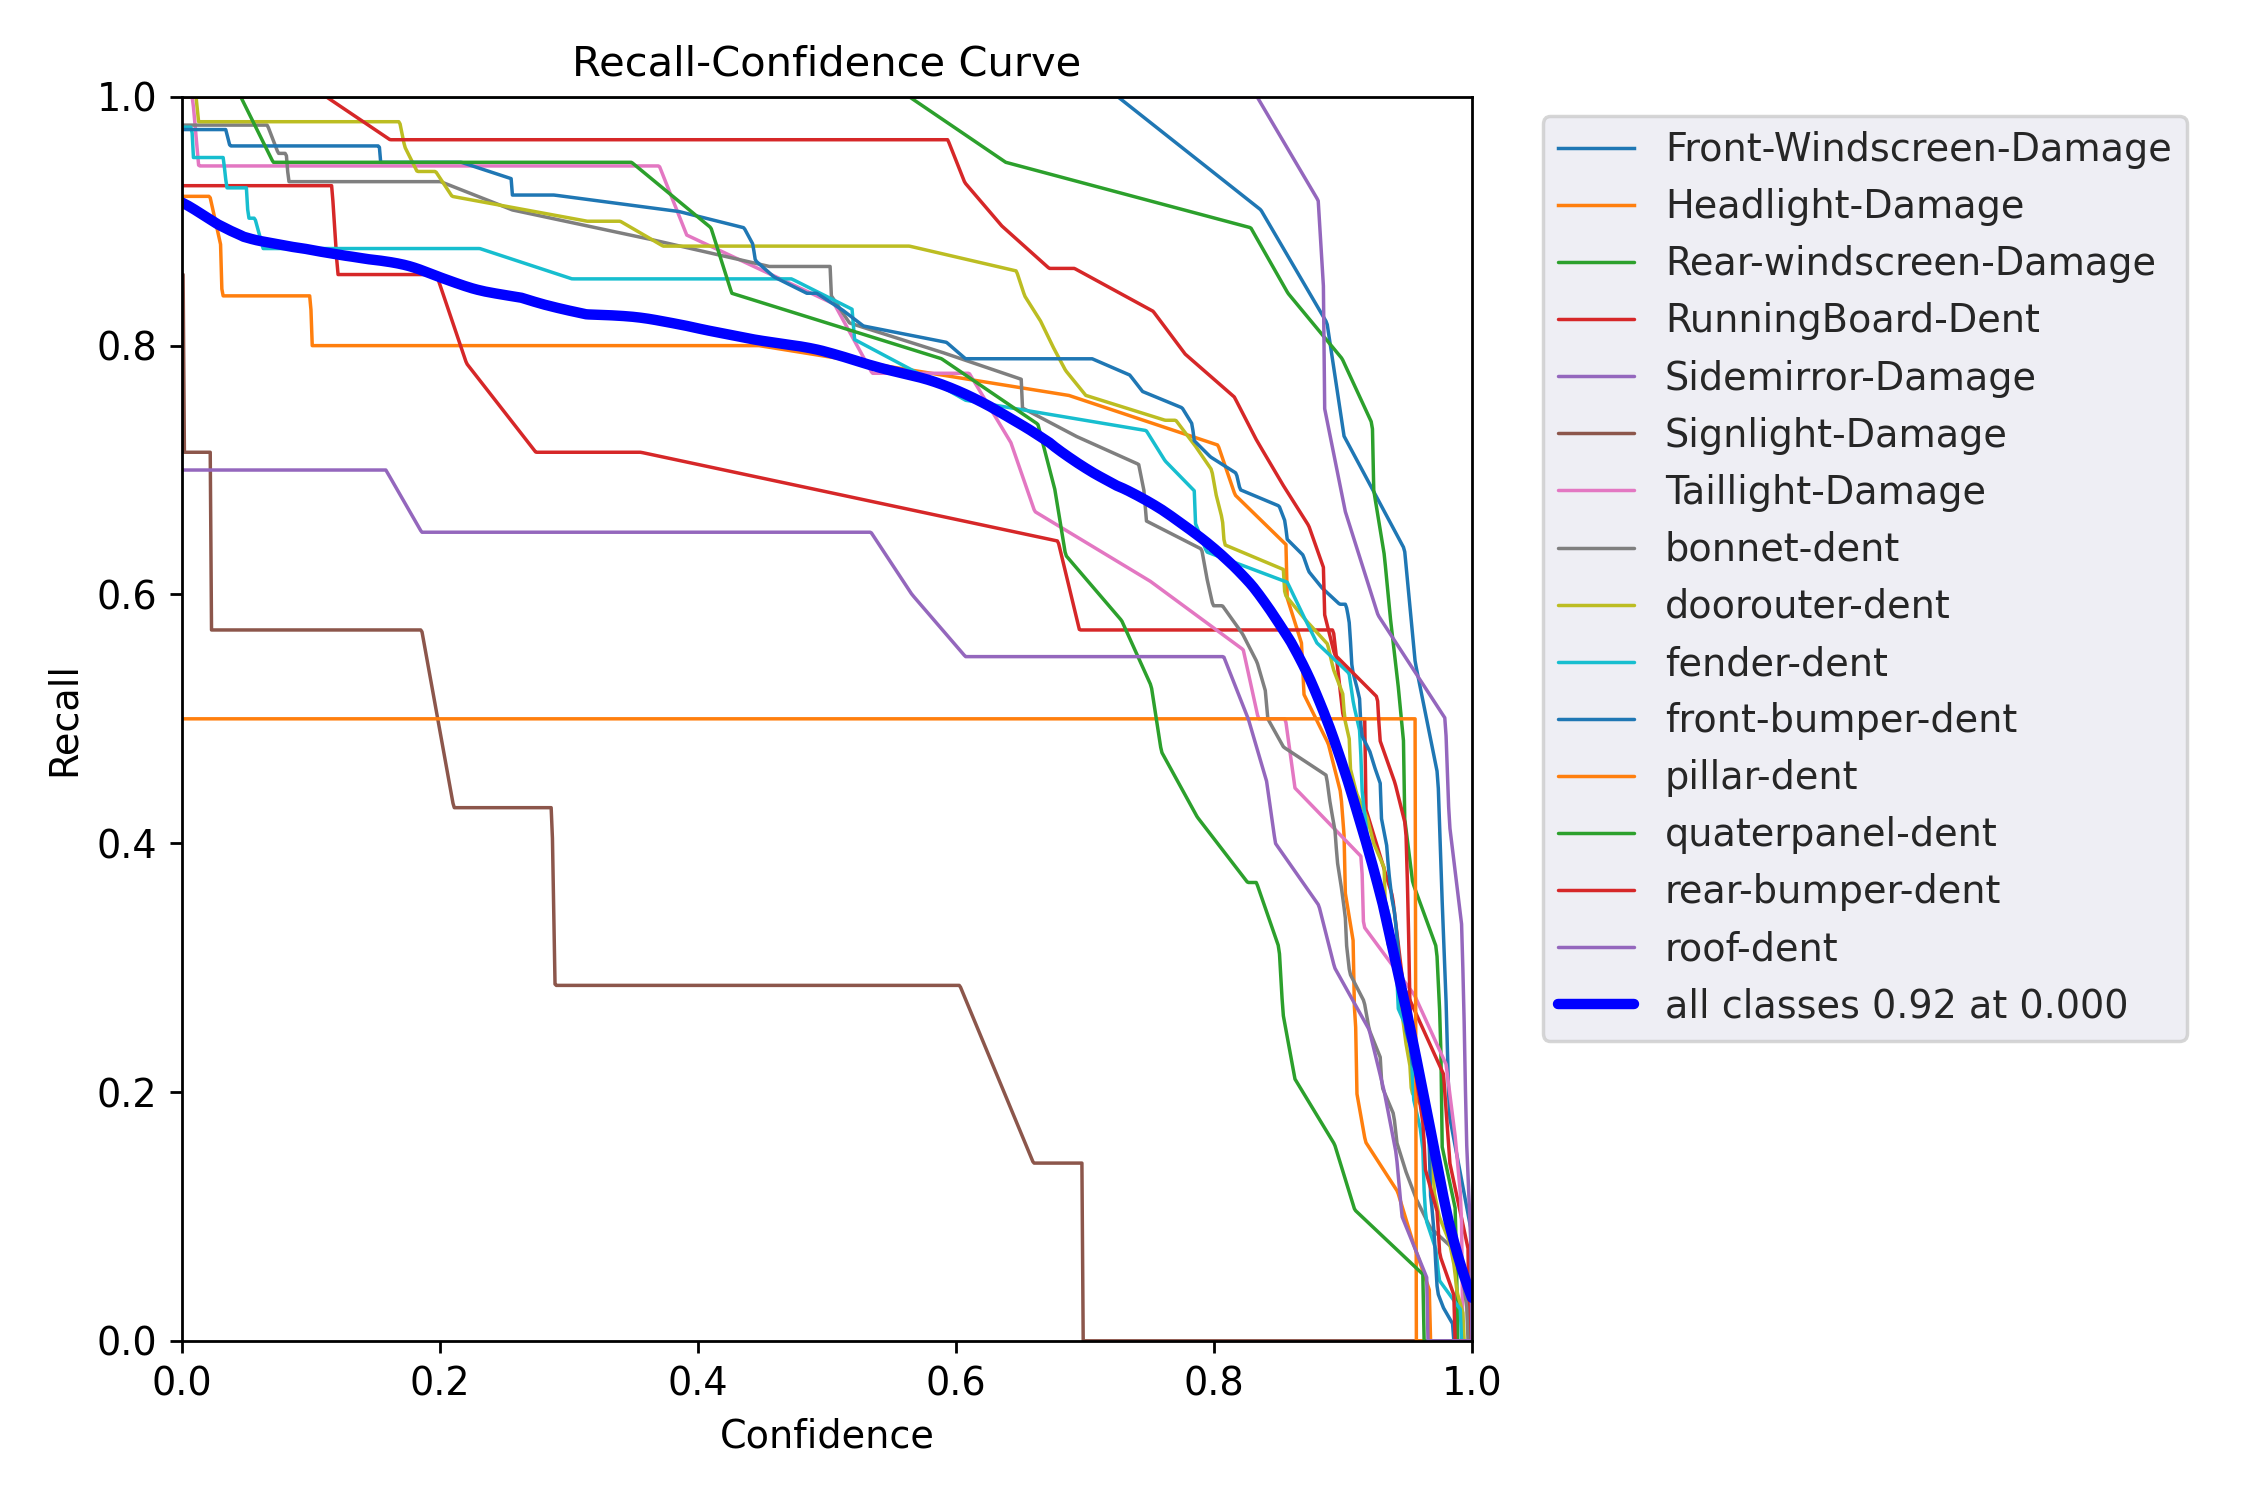 Recall-Confidence Curve
1.0
0.8
0.6
0.4
0.2
0.0
Recall
0.0 0.2 0.4 0.6 0.8 1.0
Confidence
Front-Windscreen-Damage
Headlight-Damage
Rear-windscreen-Damage
RunningBoard-Dent
Sidemirror-Damage
Signlight-Damage
Taillight-Damage
bonnet-dent
doorouter-dent
fender-dent
front-bumper-dent
pillar-dent
quaterpanel-dent
rear-bumper-dent
roof-dent
all classes 0.92 at 0.000